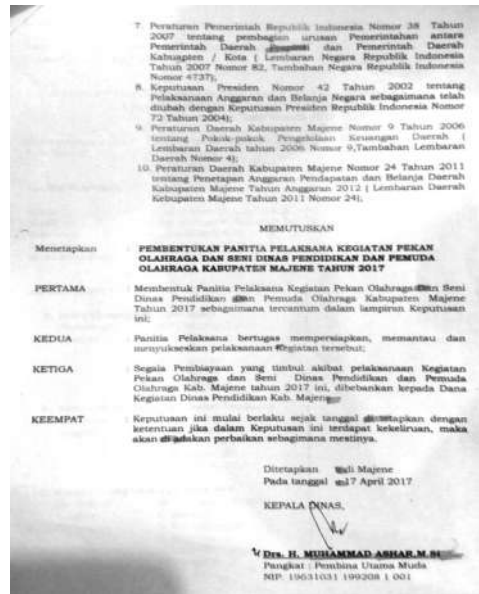 7. Peraturan Pemerintah Republik Indonesia Nomor 38 Tahun
2007 tentang pembagian urusan Pemerintahan antara
Pemerintah Daerah dan Pemerintah Daerah
Kabuapten / Kota ( Lembaran Negara Republik Indonesia
Tahun 2007 Nomor 82, Tambahan Negara Republik Indonesia
Nomor 4737);
8. Keputusan Presiden Nomor 42 Tahun 2002 tentang
Pelaksanaan Anggaran dan Belanja Negara sebagaimana telah
diubah dengan Keputusan Presiden Republik Indonesia Nomor
72 Tahun 2004);
9. Peraturan Daerah Kabupaten Majene Nomor 9 Tahun 2006
tentang Pokok-pokok Pengelolaan Keuangan Daerah (
Lembaran Daerah tahun 2006 Nomor 9,Tambahan Lembaran
Daerah Nomor 4);
10. Peraturan Daerah Kabupaten Majene Nomor 24 Tahun 2011
tentang Penetapan Anggaran Pendapatan dan Belanja Daerah
Kabupaten Majene Tahun Anggaran 2012 ( Lembaran Daerah
Kebupaten Majene Tahun 2011 Nomor 24);
MEMUTUSKAN
Menetapkan : PEMBENTUKAN PANITIA PELAKSANA KEGIATAN PEKAN
OLAHRAGA DAN SENI DINAS PENDIDIKAN DAN PEMUDA
OLAHRAGA KABUPATEN MAJENE TAHUN 2017
PERTAMA : Membentuk Panitia Pelaksana Kegiatan Pekan Olahraga Dan Seni
Dinas Pendidikan Dan Pemuda Olahraga Kabupaten Majene
Tahun 2017 sebagaimana tercantum dalam lampiran Keputusan
ini;
KEDUA : Panitia Pelaksana bertugas mempersiapkan, memantau dan
menyukseskan pelaksanaan Kegiatan tersebut;
KETIGA : Segala Pembiayaan yang timbul akibat pelaksanaan Kegiatan
Pekan Olahraga dan Seni Dinas Pendidikan dan Pemuda
Olahraga Kab. Majene tahun 2017 ini, dibebankan kepada Dana
Kegiatan Dinas Pendidikan Kab. Majene
KEEMPAT : Keputusan ini mulai berlaku sejak tanggal ditetapkan dengan
ketentuan jika dalam Keputusan ini terdapat kekeliruan, maka
akan diadakan perbaikan sebagaimana mestinya.
Ditetapkan di Majene
Pada tanggal 17 April 2017
KEPALA DINAS,
Drs. H. MUHAMMAD ASHAR,M.Si
Pangkat : Pembina Utama Muda
NIP. 19631031 199208 1 001